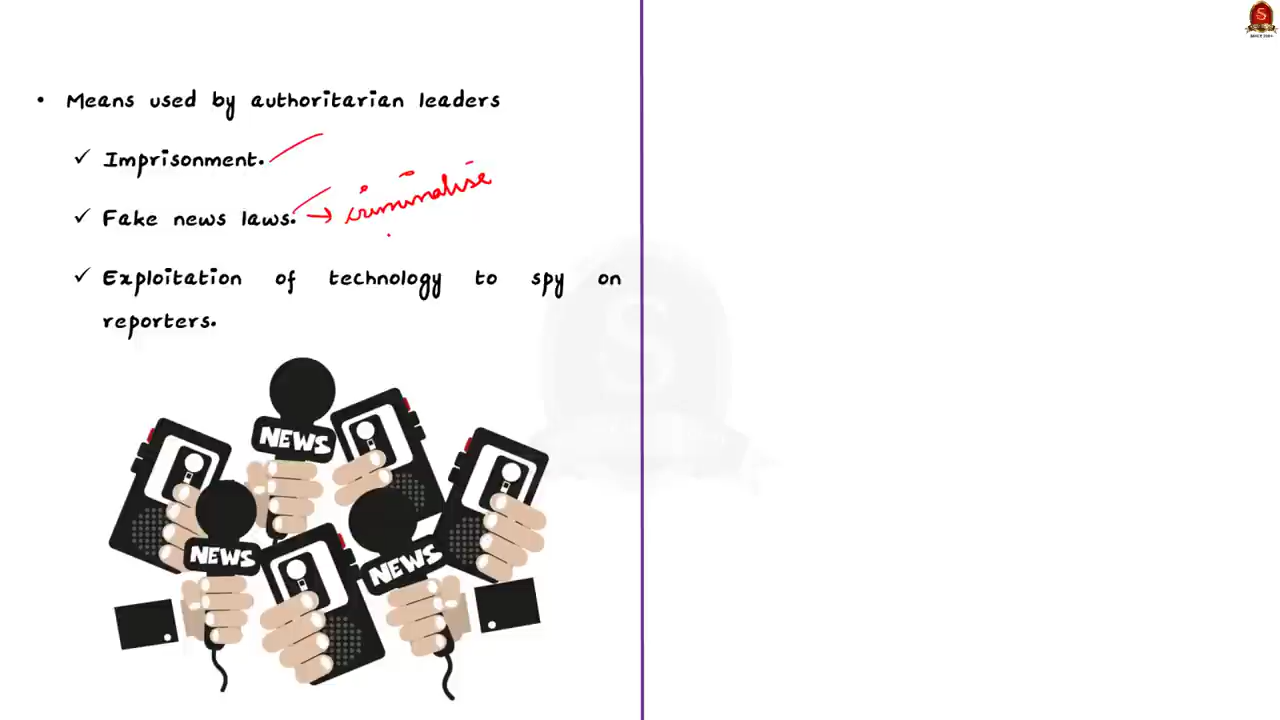 • Means used by authoritarian leaders
✓ Imprisonment.
✓ Fake news laws. → criminalise
✓ Exploitation of technology to spy on
reporters.
NEWS
NEWS
NEWS
S